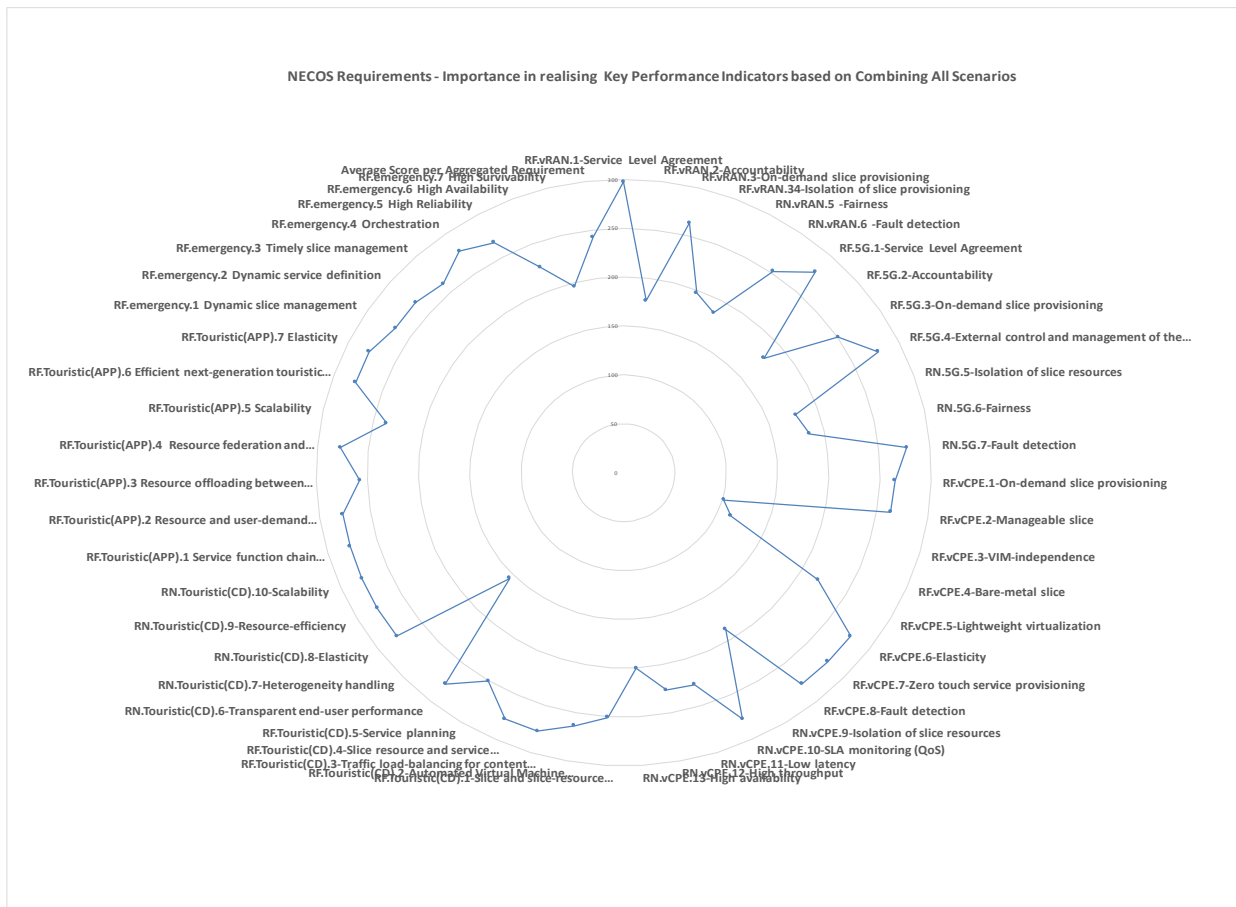 NECOS Requirements - Importance in realising Key Performance Indicators based on Combining All Scenarios
RF.vRAN.1-Service Level Agreement
RF.vRAN.2-Accountability
RF.vRAN.3-On-demand slice provisioning
RF.vRAN.34-Isolation of slice provisioning
RN.vRAN.5 -Fairness
RN.vRAN.6 -Fault detection
RF.5G.1-Service Level Agreement
RF.5G.2-Accountability
RF.5G.3-On-demand slice provisioning
RF.5G.4-External control and management of the...
RN.5G.5-Isolation of slice resources
RN.5G.6-Fairness
RN.5G.7-Fault detection
RF.vCPE.1-On-demand slice provisioning
RF.vCPE.2-Manageable slice
RF.vCPE.3-VIM-independence
RF.vCPE.4-Bare-metal slice
RF.vCPE.5-Lightweight virtualization
RF.vCPE.6-Elasticity
RF.vCPE.7-Zero touch service provisioning
RF.vCPE.8-Fault detection
RN.vCPE.9-Isolation of slice resources
RN.vCPE.10-SLA monitoring (QoS)
RN.vCPE.11-Low latency
RN.vCPE.12-High throughput
RN.vCPE.13-High availability
RF.Touristic(CD).1-Slice and slice-resource...
RF.Touristic(CD).2-Automated Virtual Machine...
RF.Touristic(CD).3-Traffic load-balancing for content...
RF.Touristic(CD).4-Slice resource and service...
RF.Touristic(CD).5-Service planning
RN.Touristic(CD).6-Transparent end-user performance
RN.Touristic(CD).7-Heterogeneity handling
RN.Touristic(CD).8-Elasticity
RN.Touristic(CD).9-Resource-efficiency
RN.Touristic(CD).10-Scalability
RF.Touristic(APP).1 Service function chain...
RF.Touristic(APP).2 Resource and user-demand...
RF.Touristic(APP).3 Resource offloading between...
RF.Touristic(APP).4 Resource federation and...
RF.Touristic(APP).5 Scalability
RF.Touristic(APP).6 Efficient next-generation touristic...
RF.Touristic(APP).7 Elasticity
RF.emergency.1 Dynamic slice management
RF.emergency.2 Dynamic service definition
RF.emergency.3 Timely slice management
RF.emergency.4 Orchestration
RF.emergency.5 High Reliability
RF.emergency.6 High Availability
RF.emergency.7 High Survivability
Average Score per Aggregated Requirement
300
250
200
150
100
50
0